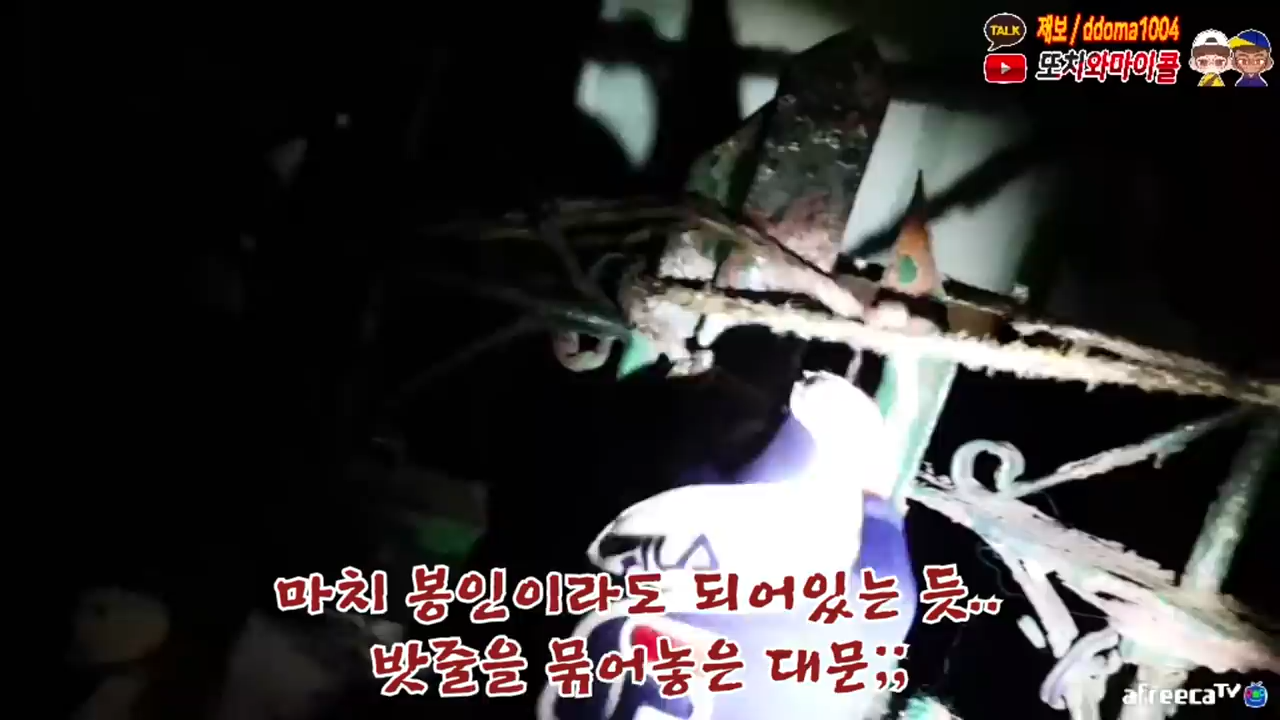 TALK 제보 / ddoma1004
또치와마이콜
FILA
마치 봉인이라도 되어있는 듯..
밧줄을 묶어놓은 대문;;
afreecaTV